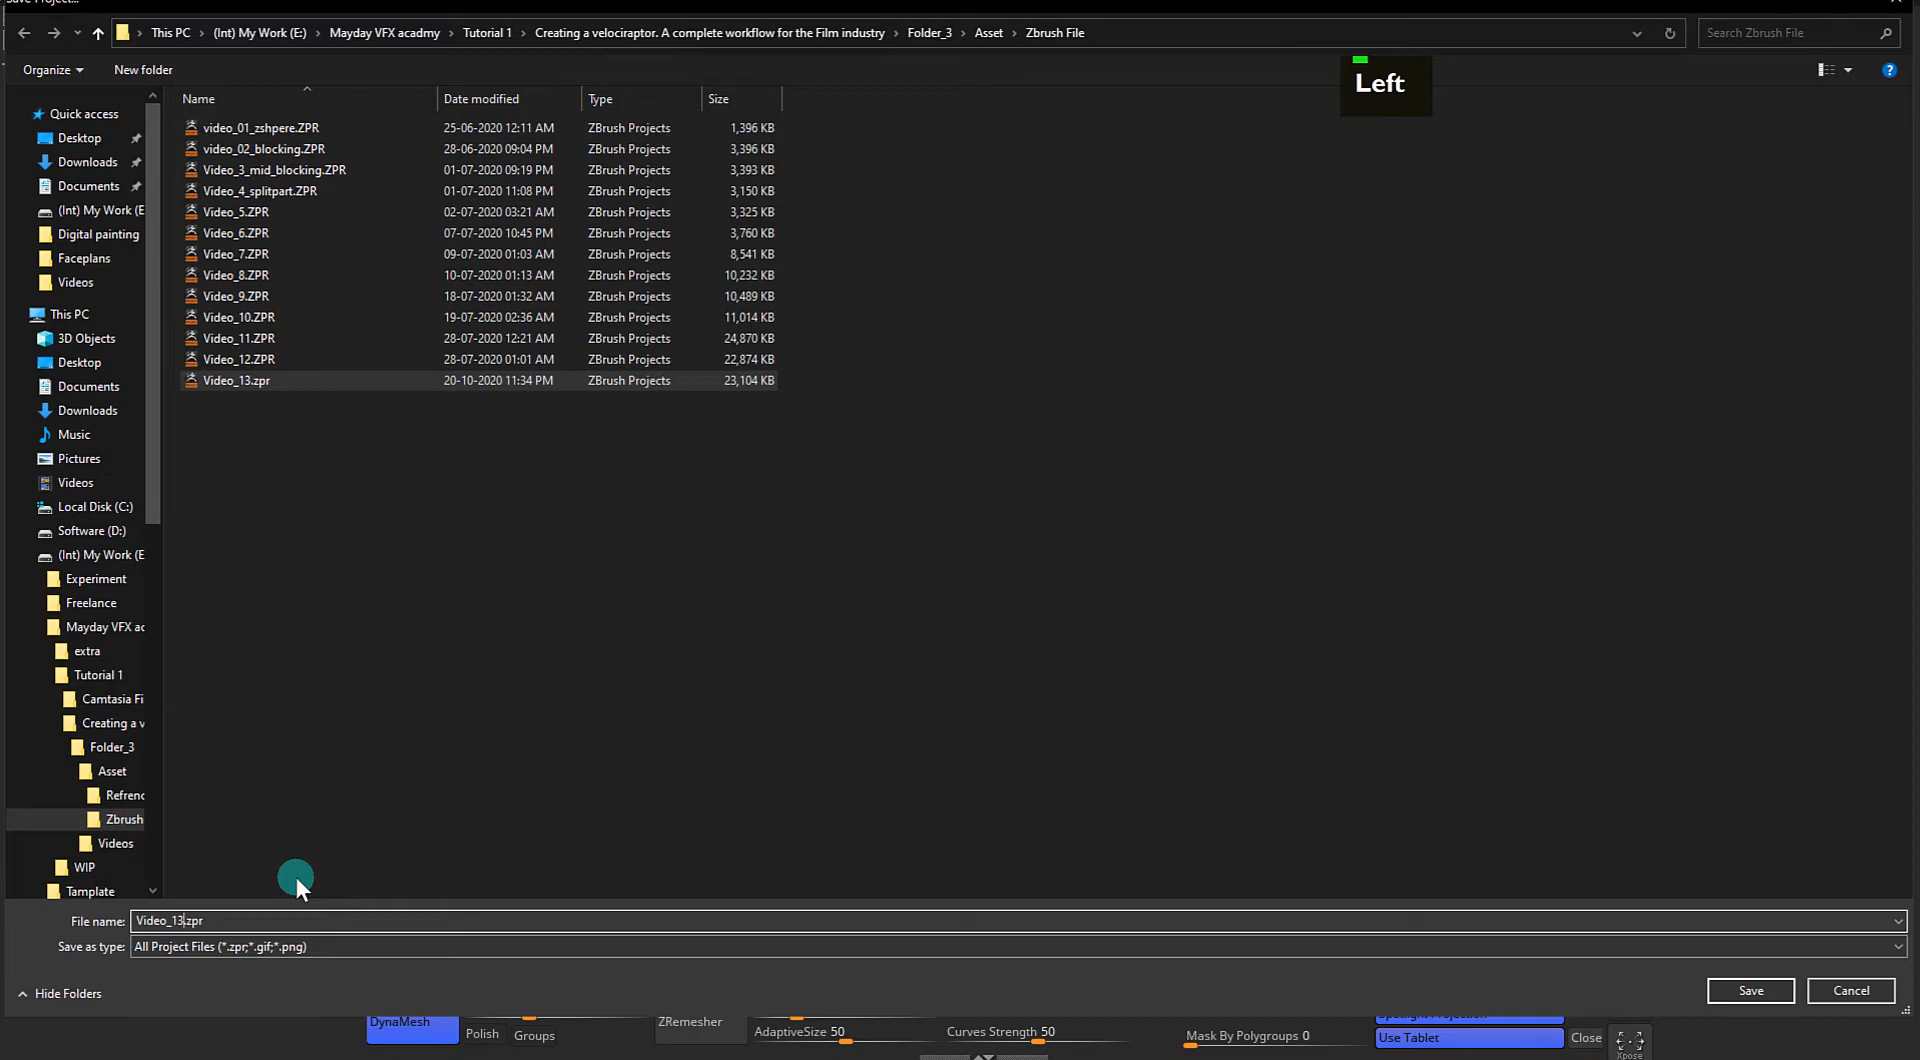 Save Project...
This PC > (Int) My Work (E:) > Mayday VFX acadmy > Tutorial 1 > Creating a velociraptor. A complete workflow for the Film industry > Folder_3 > Asset > Zbrush File
Search Zbrush File
Organize New folder
Left
Name Date modified Type Size
video_01_zshpere.ZPR 25-06-2020 12:11 AM ZBrush Projects 1,396 KB
video_02_blocking.ZPR 28-06-2020 09:04 PM ZBrush Projects 3,396 KB
Video_3_mid_blocking.ZPR 01-07-2020 09:19 PM ZBrush Projects 3,393 KB
Video_4_splitpart.ZPR 01-07-2020 11:08 PM ZBrush Projects 3,150 KB
Video_5.ZPR 02-07-2020 03:21 AM ZBrush Projects 3,325 KB
Video_6.ZPR 07-07-2020 10:45 PM ZBrush Projects 3,760 KB
Video_7.ZPR 09-07-2020 01:03 AM ZBrush Projects 8,541 KB
Video_8.ZPR 10-07-2020 01:13 AM ZBrush Projects 10,232 KB
Video_9.ZPR 18-07-2020 01:32 AM ZBrush Projects 10,489 KB
Video_10.ZPR 19-07-2020 02:36 AM ZBrush Projects 11,014 KB
Video_11.ZPR 28-07-2020 12:21 AM ZBrush Projects 24,870 KB
Video_12.ZPR 28-07-2020 01:01 AM ZBrush Projects 22,874 KB
Video_13.zpr 20-10-2020 11:34 PM ZBrush Projects 23,104 KB
Quick access
Desktop
Downloads
Documents
(Int) My Work (E
Digital painting
Faceplans
Videos
This PC
3D Objects
Desktop
Documents
Downloads
Music
Pictures
Videos
Local Disk (C:)
Software (D:)
(Int) My Work (E
Experiment
Freelance
Mayday VFX ac
extra
Tutorial 1
Camtasia Fi
Creating a v
Folder_3
Asset
Refrenc
Zbrush
Videos
WIP
Tamplate
File name: Video_13.zpr
Save as type: All Project Files (*.zpr;*.gif;*.png)
Hide Folders
Save Cancel
DynaMesh Polish Groups
ZRemesher
AdaptiveSize 50 Curves Strength 50
Mask By Polygroups 0
Use Tablet Close
Xpose